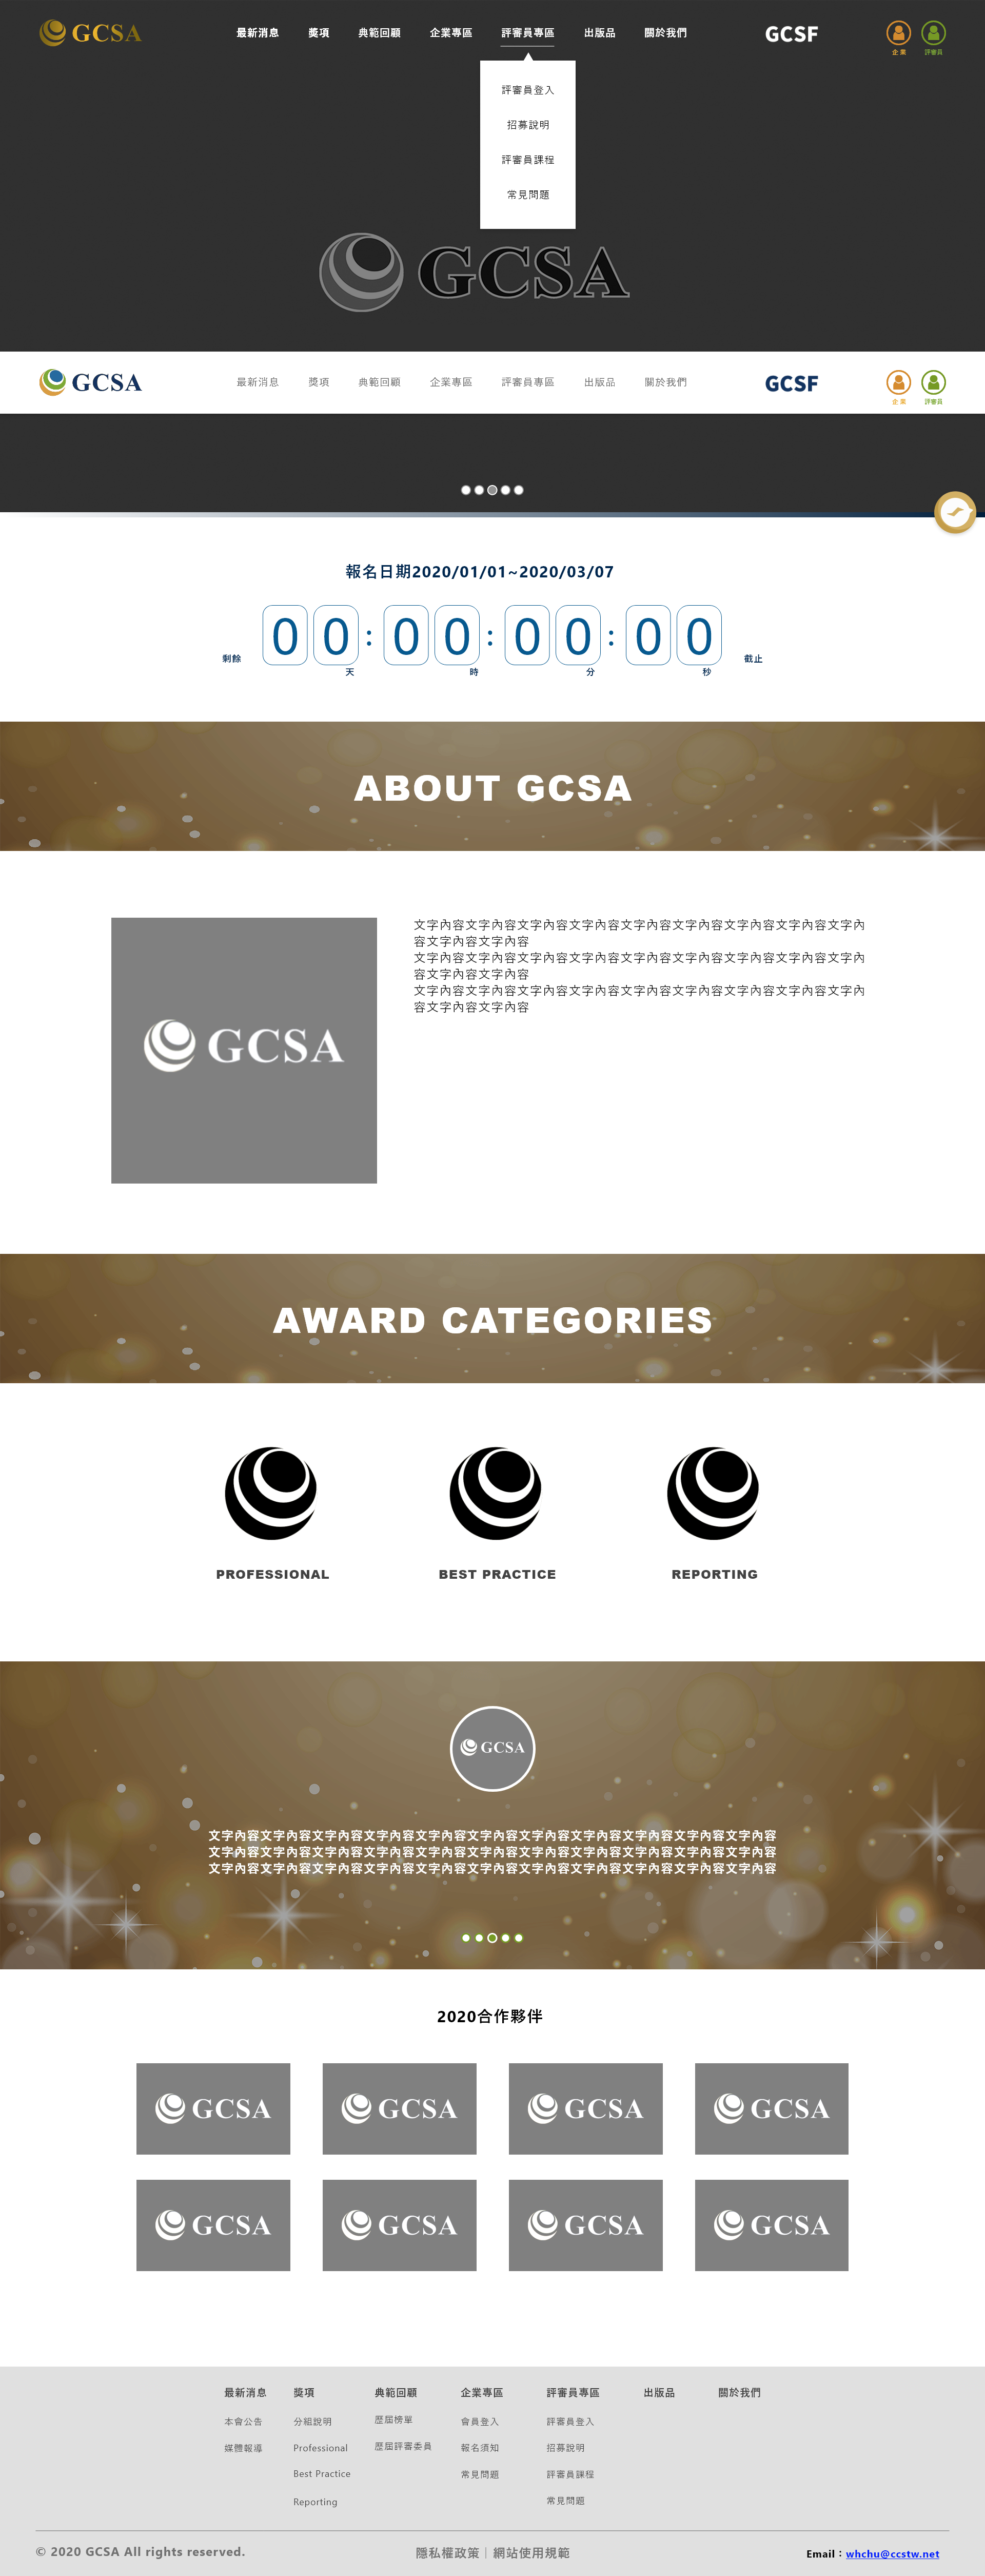 GCSA
最新消息 獎項 典範回顧 企業專區 評審員專區 出版品 關於我們
GCSF
企業 評審員
評審員登入
招募說明
評審員課程
常見問題
GCSA
GCSA
最新消息 獎項 典範回顧 企業專區 評審員專區 出版品 關於我們
GCSF
企業 評審員
報名日期2020/01/01~2020/03/07
剩餘 00:00:00:00 截止
天 時 分 秒
ABOUT GCSA
GCSA
文字內容文字內容文字內容文字內容文字內容文字內容文字內容文字內容文字內
容文字內容文字內容
文字內容文字內容文字內容文字內容文字內容文字內容文字內容文字內容文字內
容文字內容文字內容
文字內容文字內容文字內容文字內容文字內容文字內容文字內容文字內容文字內
容文字內容文字內容
AWARD CATEGORIES
PROFESSIONAL BEST PRACTICE REPORTING
GCSA
文字內容文字內容文字內容文字內容文字內容文字內容文字內容文字內容文字內容文字內容文字內容
文字內容文字內容文字內容文字內容文字內容文字內容文字內容文字內容文字內容文字內容文字內容
文字內容文字內容文字內容文字內容文字內容文字內容文字內容文字內容文字內容文字內容文字內容
2020合作夥伴
GCSA GCSA GCSA GCSA
GCSA GCSA GCSA GCSA
最新消息
本會公告
媒體報導
獎項
分組說明
Professional
Best Practice
Reporting
典範回顧
歷屆榜單
歷屆評審委員
企業專區
會員登入
報名須知
常見問題
評審員專區
評審員登入
招募說明
評審員課程
常見問題
出版品
關於我們
© 2020 GCSA All rights reserved.
隱私權政策｜網站使用規範
Email：whchu@ccstw.net